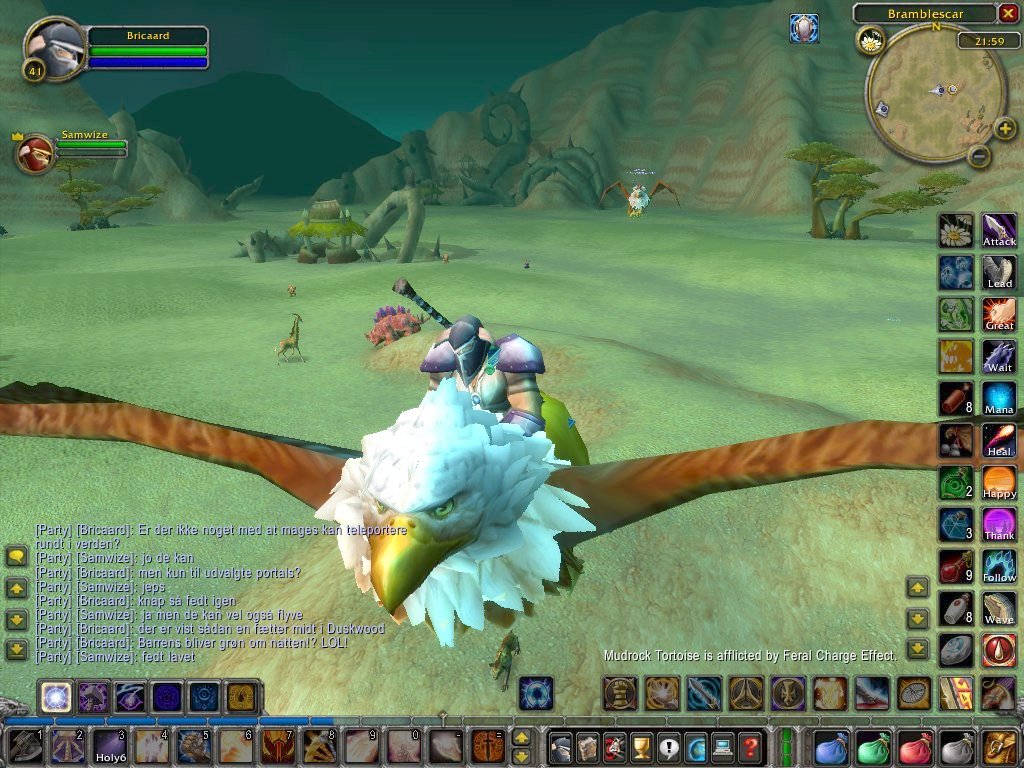 Bricaard
41
Samwize
Bramblescar
N
21:59
Attack
Lead
Great
Wait
8
Mana
Heal
2
Happy
3
Thank
9
Follow
8
Wave
[Party] [Bricaard]: Er der ikke noget med at mages kan teleportere
rundt i verden?
[Party] [Samwize]: jo de kan
[Party] [Bricaard]: men kun til udvalgte portals?
[Party] [Samwize]: jeps
[Party] [Bricaard]: knap så fedt igen
[Party] [Samwize]: ja men de kan vel også flyve
[Party] [Bricaard]: der er vist sådan en fætter midt i Duskwood
[Party] [Bricaard]: Barrens bliver grøn om natten!? LOL!
[Party] [Samwize]: fedt lavet
Mudrock Tortoise is afflicted by Feral Charge Effect.
1 2 3 4 5 6 7 8 9 0 - =
Holy6